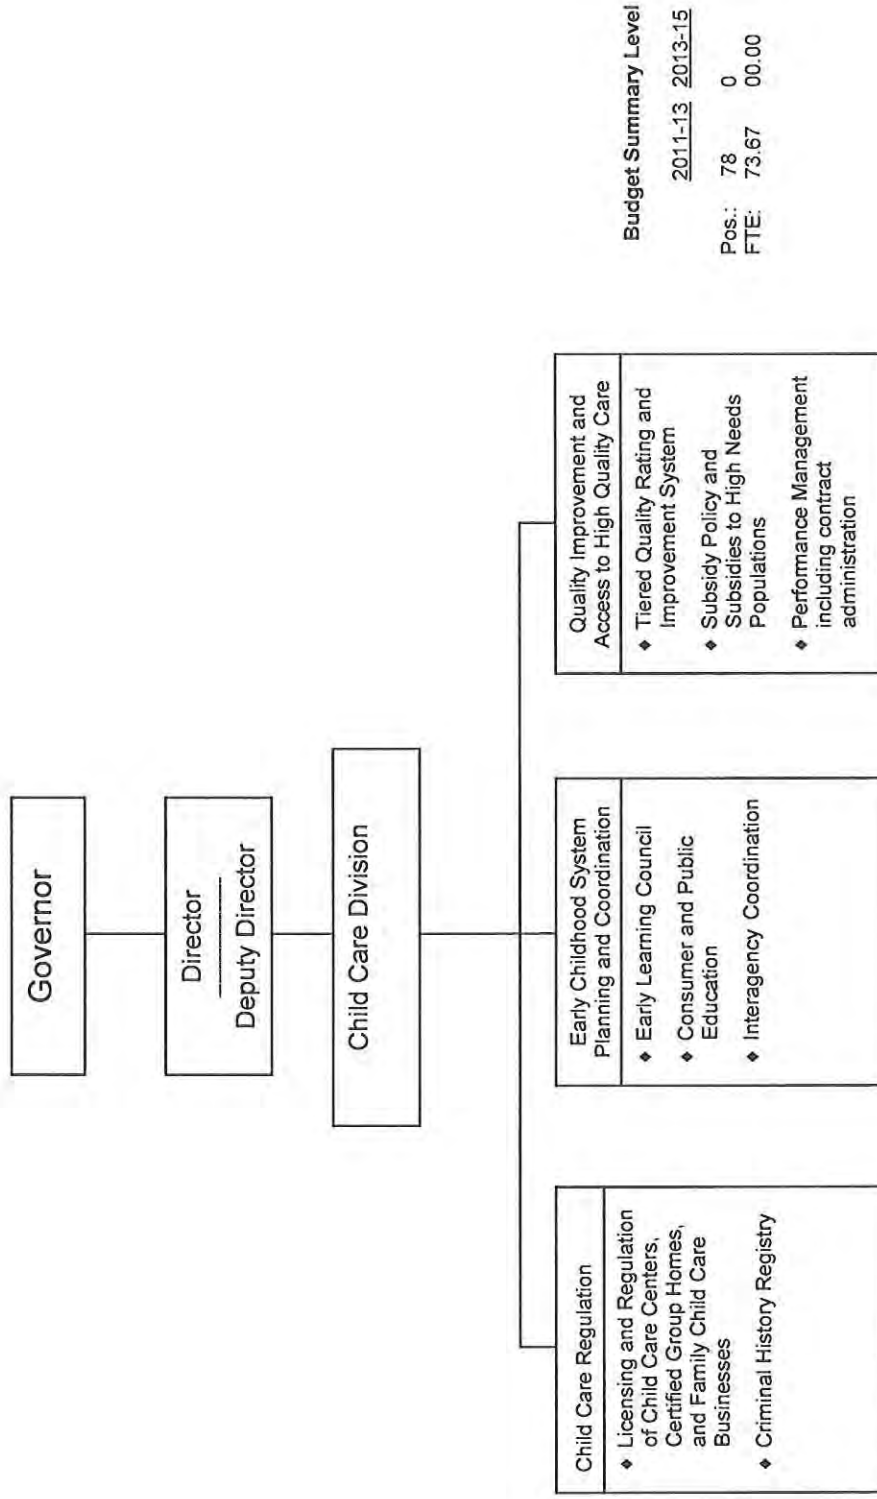 Governor
Director
Deputy Director
Child Care Division
Child Care Regulation
◆ Licensing and Regulation
of Child Care Centers,
Certified Group Homes,
and Family Child Care
Businesses
◆ Criminal History Registry
Early Childhood System
Planning and Coordination
◆ Early Learning Council
◆ Consumer and Public
Education
◆ Interagency Coordination
Quality Improvement and
Access to High Quality Care
◆ Tiered Quality Rating and
Improvement System
◆ Subsidy Policy and
Subsidies to High Needs
Populations
◆ Performance Management
including contract
administration
Budget Summary Level
2011-13 2013-15
Pos.: 78 0
FTE: 73.67 00.00